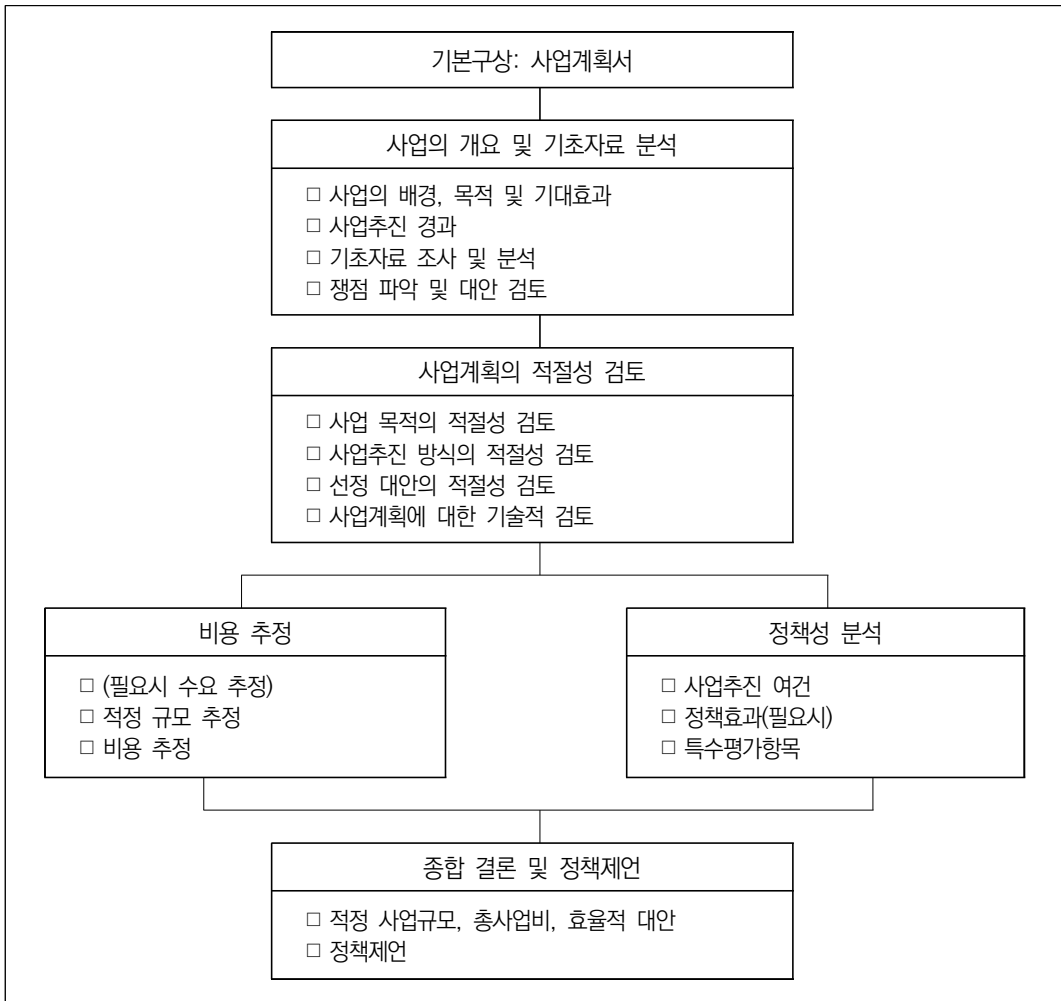 기본구상: 사업계획서
사업의 개요 및 기초자료 분석
□ 사업의 배경, 목적 및 기대효과
□ 사업추진 경과
□ 기초자료 조사 및 분석
□ 쟁점 파악 및 대안 검토
사업계획의 적절성 검토
□ 사업 목적의 적절성 검토
□ 사업추진 방식의 적절성 검토
□ 선정 대안의 적절성 검토
□ 사업계획에 대한 기술적 검토
비용 추정
□ (필요시 수요 추정)
□ 적정 규모 추정
□ 비용 추정
정책성 분석
□ 사업추진 여건
□ 정책효과(필요시)
□ 특수평가항목
종합 결론 및 정책제언
□ 적정 사업규모, 총사업비, 효율적 대안
□ 정책제언